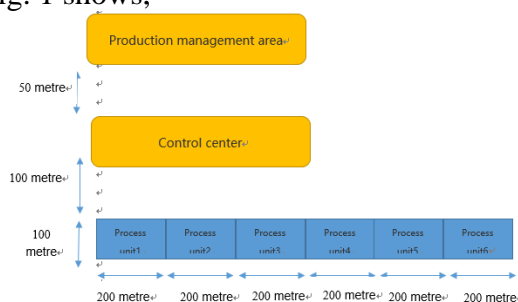 g. 1 shows,
Production management area
50 metre
Control center
100 metre
100 metre
Process unit1 Process unit2 Process unit3 Process unit4 Process unit5 Process unit6
200 metre 200 metre 200 metre 200 metre 200 metre 200 metre